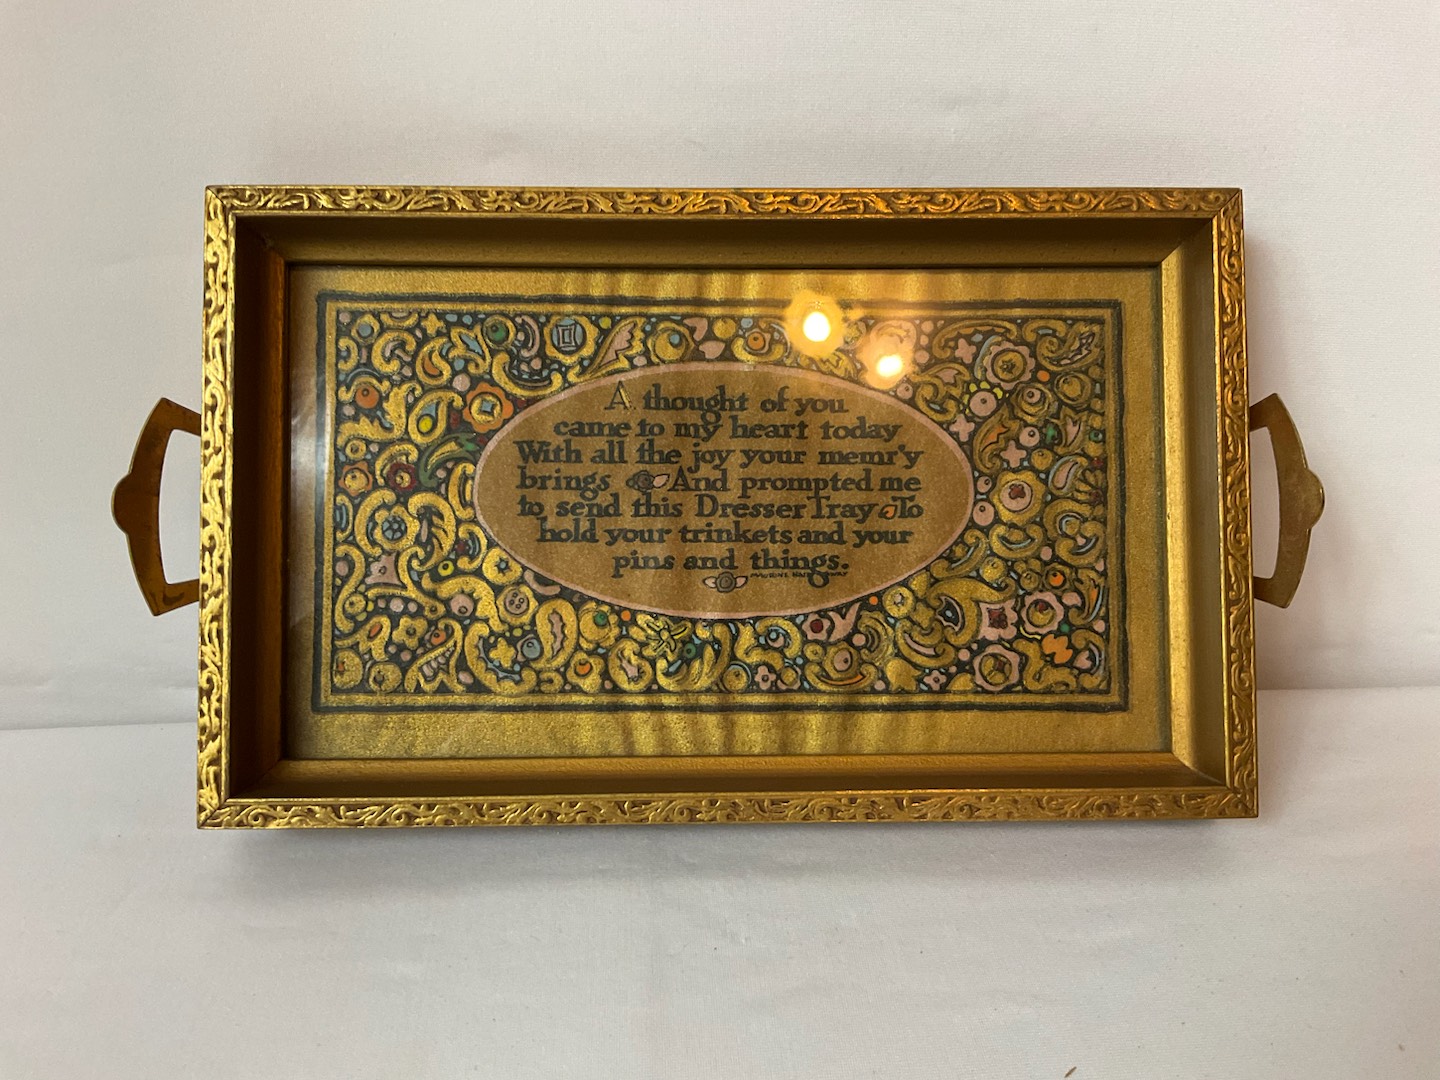 A thought of you
came to my heart today
With all the joy your mem'ry
brings And prompted me
to send this Dresser Tray To
hold your trinkets and your
pins and things.